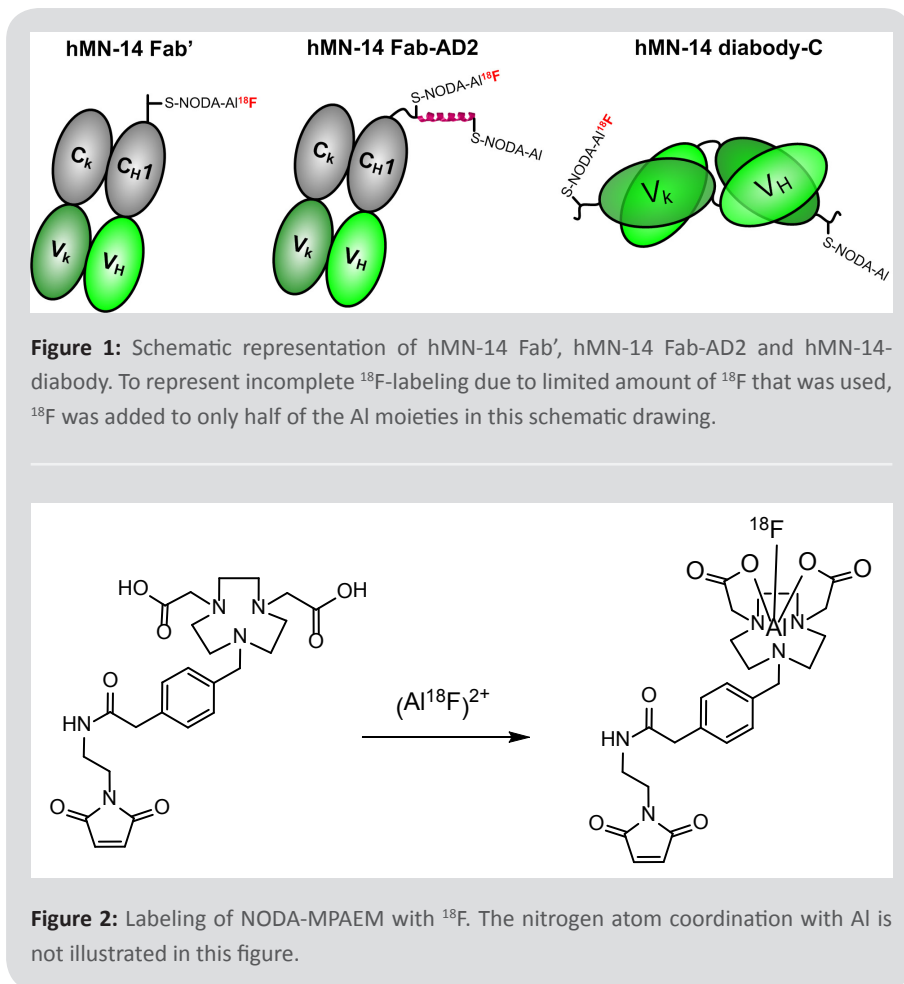 hMN-14 Fab’
hMN-14 Fab-AD2
hMN-14 diabody-C
S-NODA-Al¹⁸F
Cₖ
C_H1
Vₖ
V_H
S-NODA-Al¹⁸F
S-NODA-Al
Cₖ
C_H1
Vₖ
V_H
S-NODA-Al¹⁸F
Vₖ
V_H
S-NODA-Al
Figure 1: Schematic representation of hMN-14 Fab’, hMN-14 Fab-AD2 and hMN-14-
diabody. To represent incomplete ¹⁸F-labeling due to limited amount of ¹⁸F that was used,
¹⁸F was added to only half of the Al moieties in this schematic drawing.
HO
O
N
N
N
OH
O
O
HN
N
O
O
(Al¹⁸F)²⁺
¹⁸F
O
O
O
O
N
Al
N
N
O
HN
N
O
O
Figure 2: Labeling of NODA-MPAEM with ¹⁸F. The nitrogen atom coordination with Al is
not illustrated in this figure.